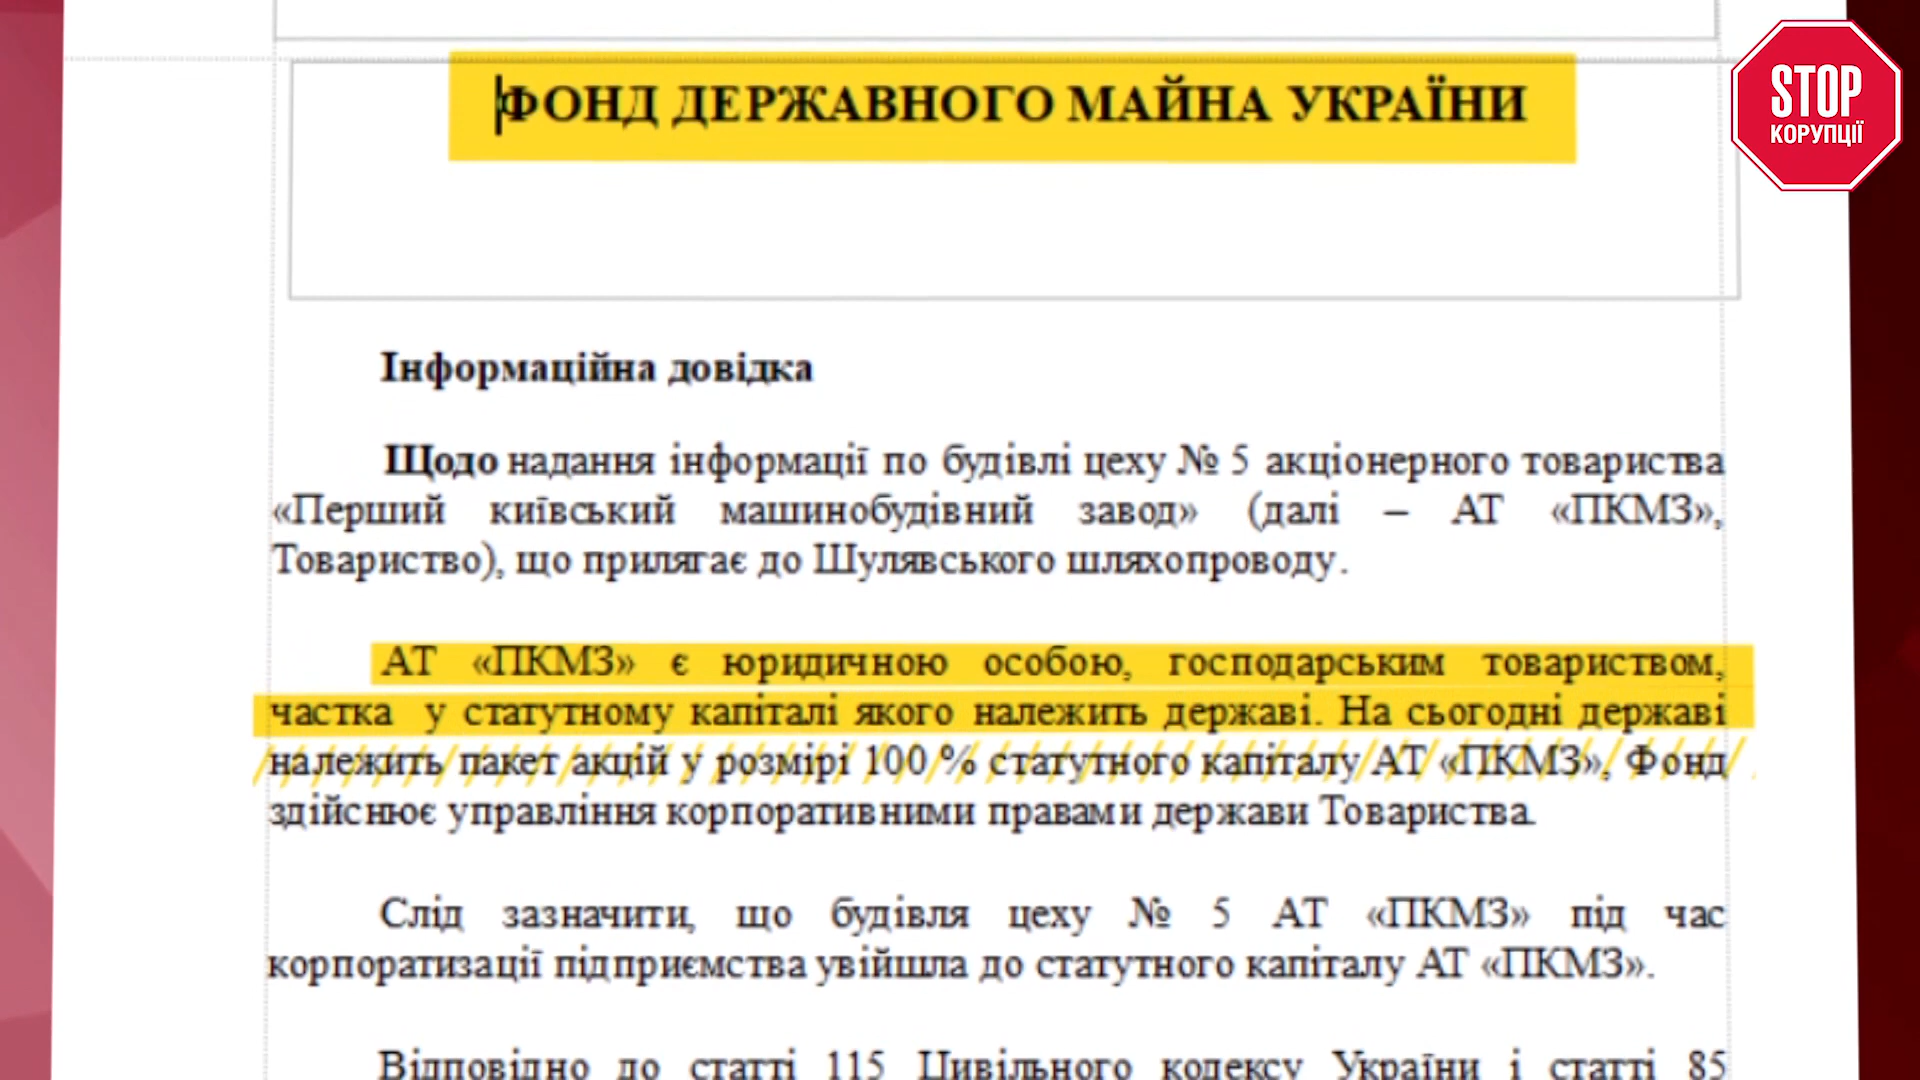 STOP
КОРУПЦІЇ
ФОНД ДЕРЖАВНОГО МАЙНА УКРАЇНИ
Інформаційна довідка
Щодо надання інформації по будівлі цеху № 5 акціонерного товариства
«Перший київський машинобудівний завод» (далі – АТ «ПКМЗ»,
Товариство), що прилягає до Шулявського шляхопроводу.
АТ «ПКМЗ» є юридичною особою, господарським товариством,
частка у статутному капіталі якого належить державі. На сьогодні державі
належить пакет акцій у розмірі 100 % статутного капіталу АТ «ПКМЗ», Фонд
здійснює управління корпоративними правами держави Товариства.
Слід зазначити, що будівля цеху № 5 АТ «ПКМЗ» під час
корпоратизації підприємства увійшла до статутного капіталу АТ «ПКМЗ».
Відповідно до статті 115 Цивільного кодексу України і статті 85